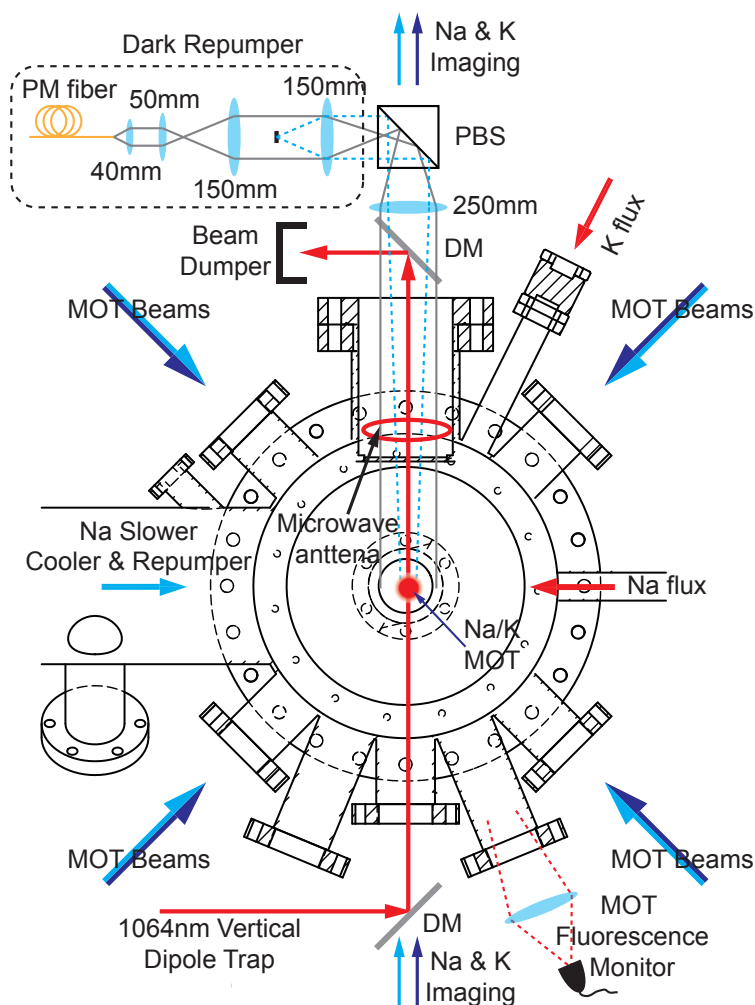 Na & K
Imaging
Dark Repumper
PM fiber
50mm
150mm
40mm
150mm
PBS
250mm
DM
Beam
Dumper
K flux
MOT Beams
MOT Beams
Microwave
anttena
Na Slower
Cooler & Repumper
Na flux
Na/K
MOT
MOT Beams
MOT Beams
1064nm Vertical
Dipole Trap
DM
Na & K
Imaging
MOT
Fluorescence
Monitor